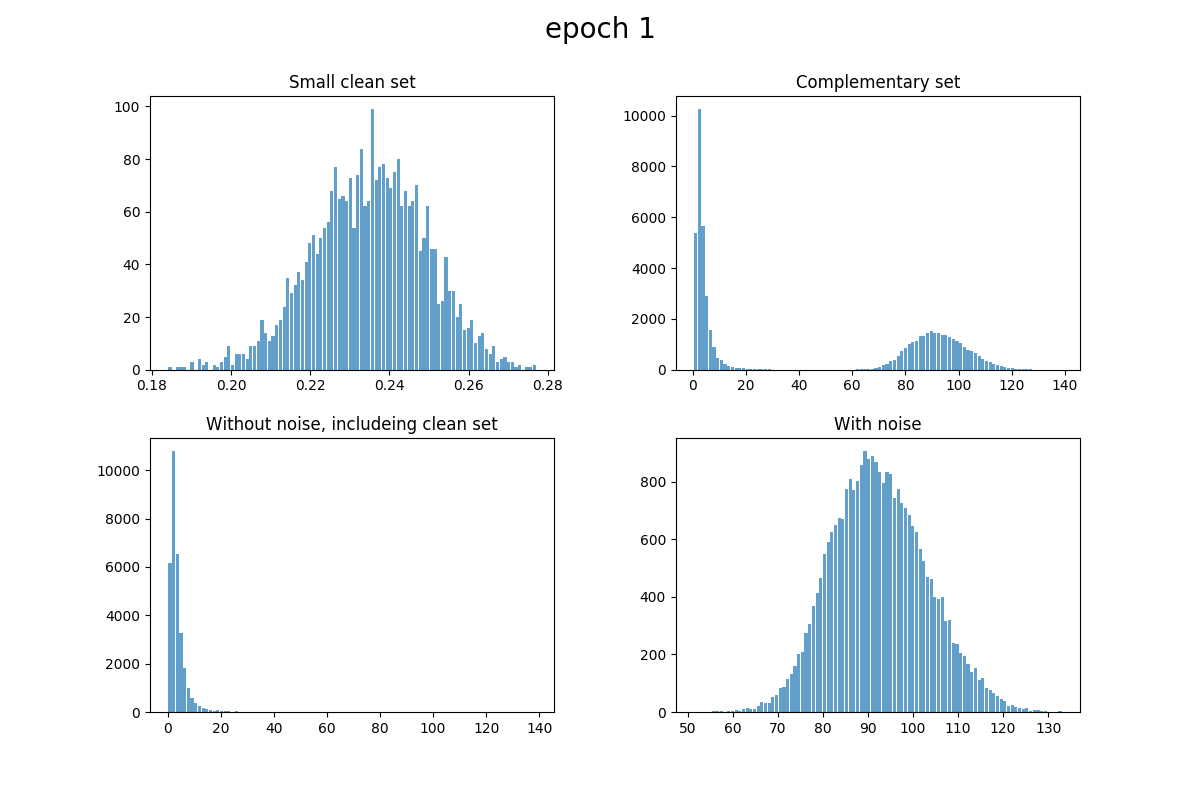 epoch 1
Small clean set
100
80
60
40
20
0
0.18 0.20 0.22 0.24 0.26 0.28
Complementary set
10000
8000
6000
4000
2000
0
0 20 40 60 80 100 120 140
Without noise, includeing clean set
10000
8000
6000
4000
2000
0
0 20 40 60 80 100 120 140
With noise
800
600
400
200
0
50 60 70 80 90 100 110 120 130